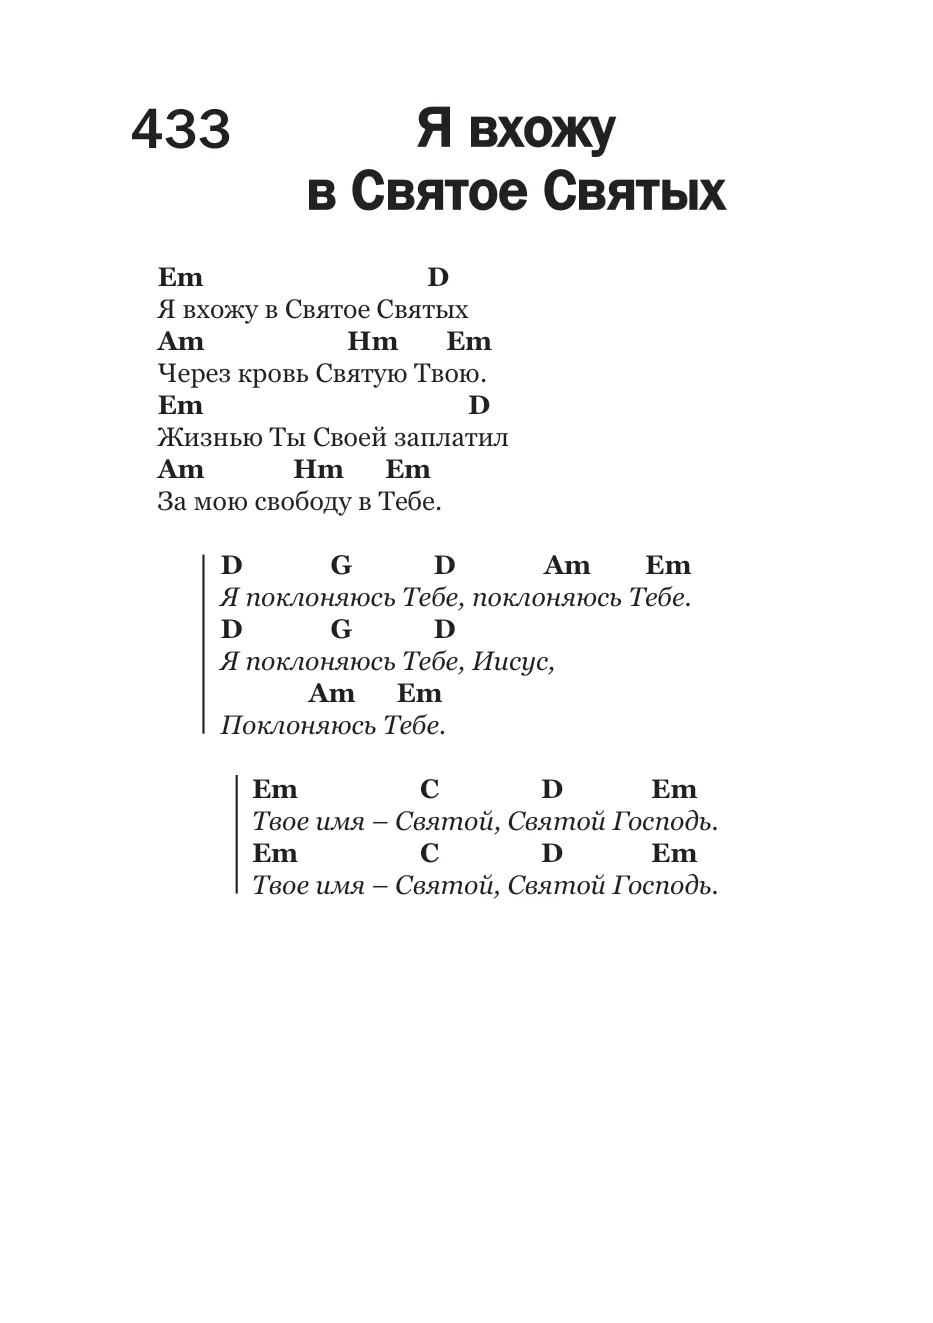 433
Я вхожу
в Святое Святых
Em D
Я вхожу в Святое Святых
Am Hm Em
Через кровь Святую Твою.
Em D
Жизнью Ты Своей заплатил
Am Hm Em
За мою свободу в Тебе.
D G D Am Em
Я поклоняюсь Тебе, поклоняюсь Тебе.
D G D
Я поклоняюсь Тебе, Иисус,
Am Em
Поклоняюсь Тебе.
Em C D Em
Твое имя – Святой, Святой Господь.
Em C D Em
Твое имя – Святой, Святой Господь.